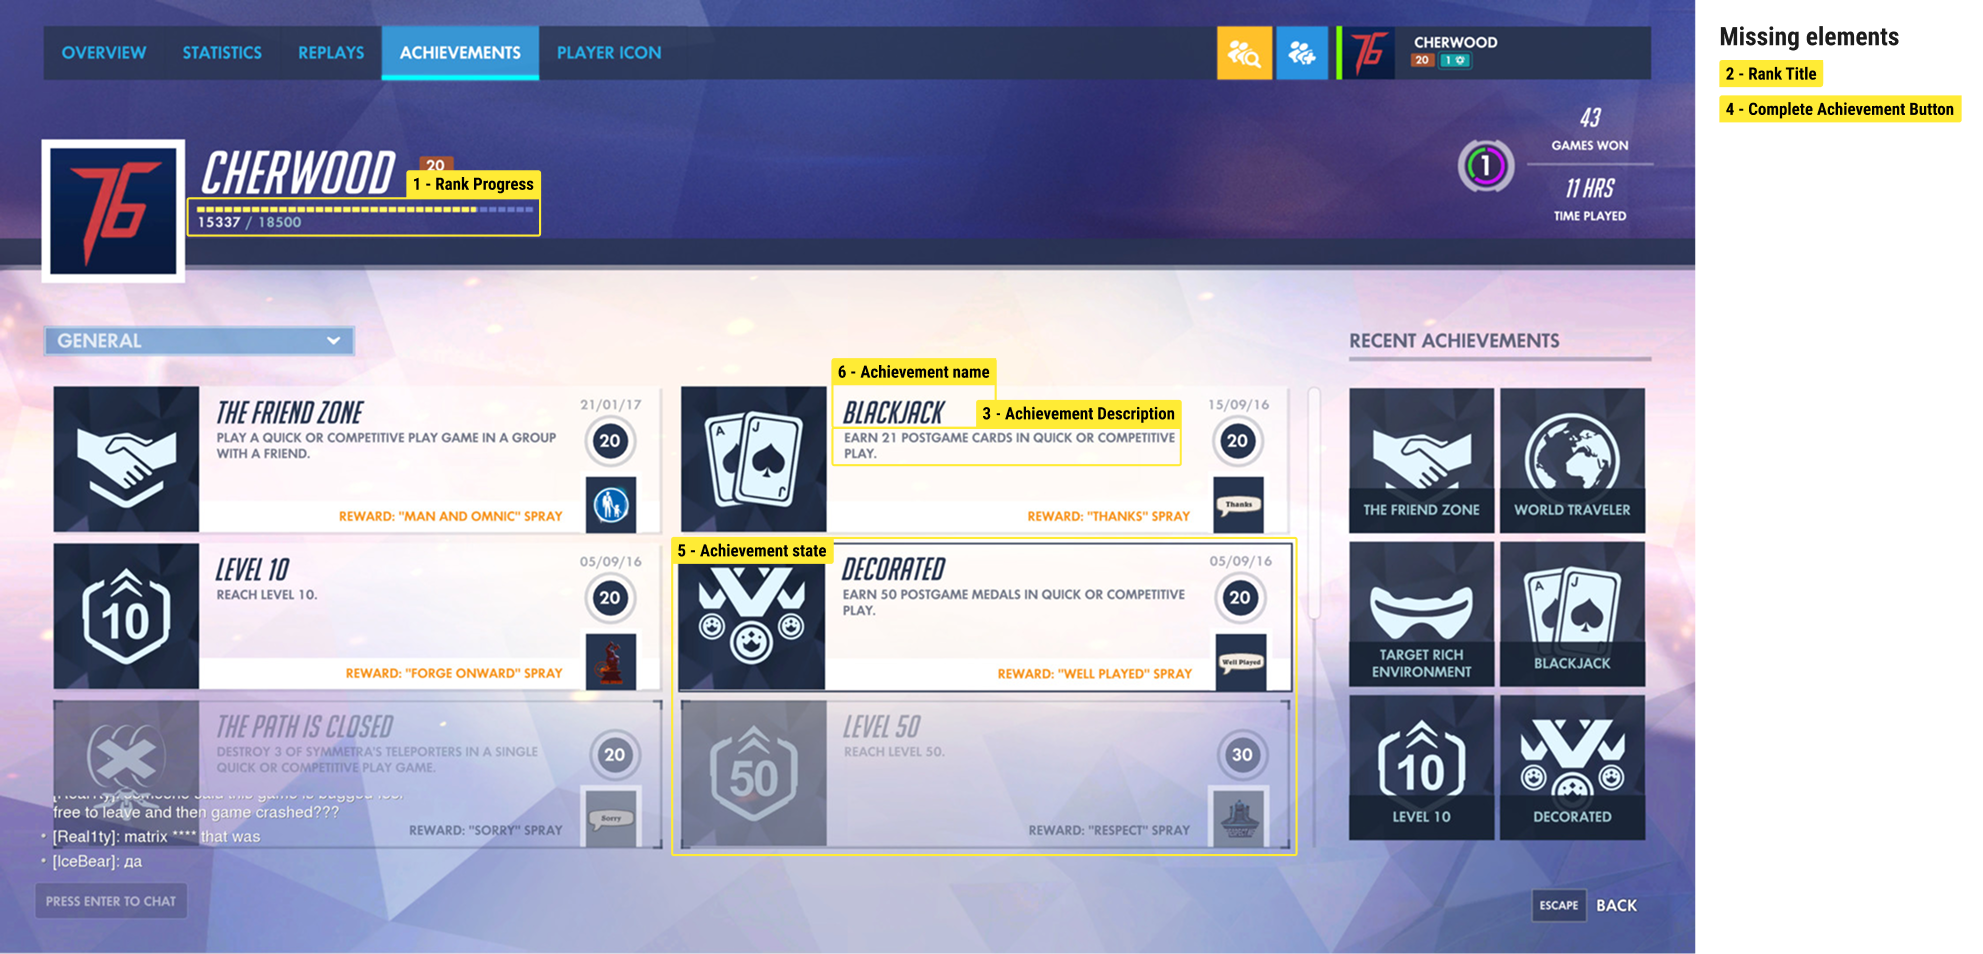 OVERVIEW STATISTICS REPLAYS ACHIEVEMENTS PLAYER ICON
76
CHERWOOD
20 1
Missing elements
2 - Rank Title
4 - Complete Achievement Button
76
CHERWOOD 20
1 - Rank Progress
15337 / 18500
1
43
GAMES WON
11 HRS
TIME PLAYED
GENERAL
RECENT ACHIEVEMENTS
THE FRIEND ZONE
PLAY A QUICK OR COMPETITIVE PLAY GAME IN A GROUP
WITH A FRIEND.
21/01/17
20
REWARD: "MAN AND OMNIC" SPRAY
6 - Achievement name
A J
J
BLACKJACK
3 - Achievement Description
EARN 21 POSTGAME CARDS IN QUICK OR COMPETITIVE
PLAY.
15/09/16
20
Thanks
REWARD: "THANKS" SPRAY
10
LEVEL 10
REACH LEVEL 10.
05/09/16
20
REWARD: "FORGE ONWARD" SPRAY
5 - Achievement state
DECORATED
EARN 50 POSTGAME MEDALS IN QUICK OR COMPETITIVE
PLAY.
05/09/16
20
Well Played
REWARD: "WELL PLAYED" SPRAY
THE PATH IS CLOSED
DESTROY 3 OF SYMMETRA'S TELEPORTERS IN A SINGLE
QUICK OR COMPETITIVE PLAY GAME.
20
Sorry
REWARD: "SORRY" SPRAY
50
LEVEL 50
REACH LEVEL 50.
30
REWARD: "RESPECT" SPRAY
THE FRIEND ZONE
WORLD TRAVELER
TARGET RICH
ENVIRONMENT
A J
BLACKJACK
10
LEVEL 10
DECORATED
free to leave and then game crashed???
[Real1ty]: matrix **** that was
[IceBear]: да
PRESS ENTER TO CHAT
ESCAPE BACK